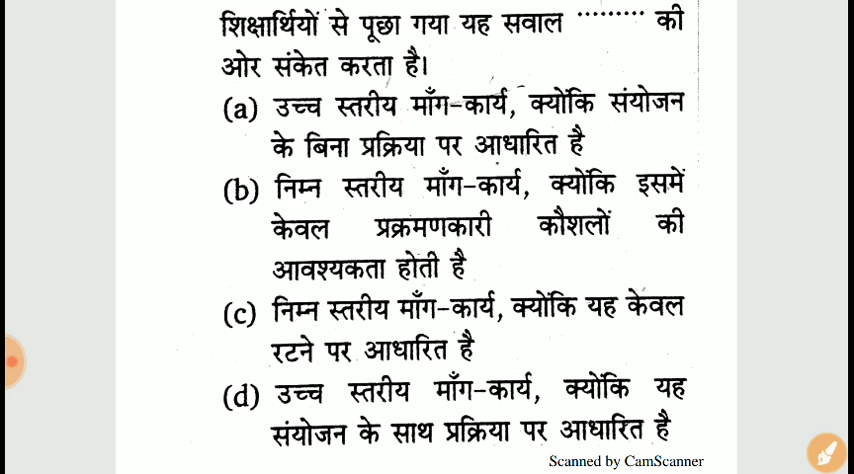 शिक्षार्थियों से पूछा गया यह सवाल ......... की
ओर संकेत करता है।
(a) उच्च स्तरीय माँग-कार्य, क्योंकि संयोजन
के बिना प्रक्रिया पर आधारित है
(b) निम्न स्तरीय माँग-कार्य, क्योंकि इसमें
केवल प्रक्रमणकारी कौशलों की
आवश्यकता होती है
(c) निम्न स्तरीय माँग-कार्य, क्योंकि यह केवल
रटने पर आधारित है
(d) उच्च स्तरीय माँग-कार्य, क्योंकि यह
संयोजन के साथ प्रक्रिया पर आधारित है
Scanned by CamScanner